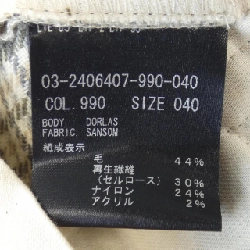 03-2406407-990-040
COL. 990 SIZE 040
BODY DORLAS
FABRIC. SANSON
組成表示
毛 44%
再生繊維
(セルロース) 30%
ナイロン 24%
アクリル 2%